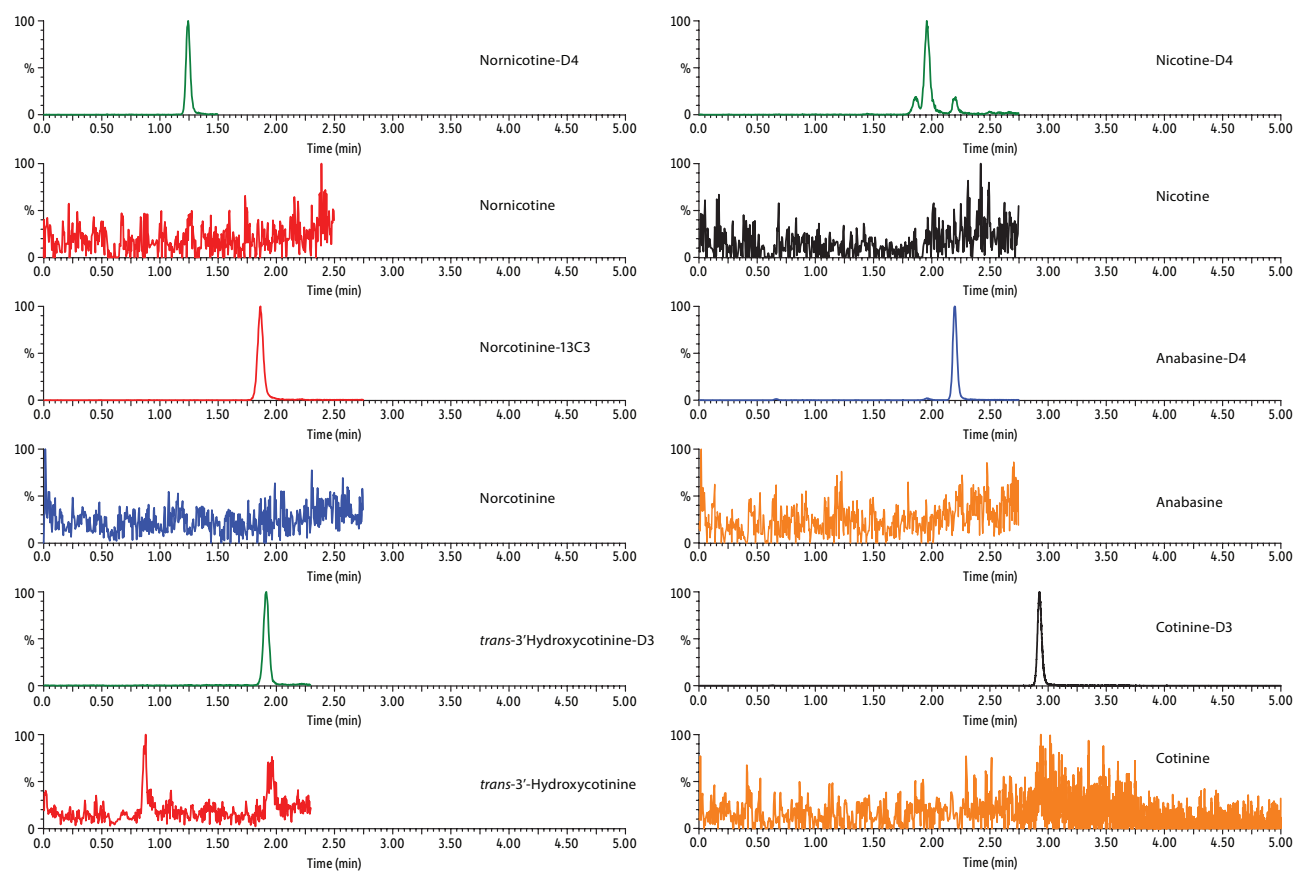 100
%
0
Nornicotine-D4
0.0 0.50 1.00 1.50 2.00 2.50 3.00 3.50 4.00 4.50 5.00
Time (min)
100
%
0
Nornicotine
0.0 0.50 1.00 1.50 2.00 2.50 3.00 3.50 4.00 4.50 5.00
Time (min)
100
%
0
Norcotinine-13C3
0.0 0.50 1.00 1.50 2.00 2.50 3.00 3.50 4.00 4.50 5.00
Time (min)
100
%
0
Norcotinine
0.0 0.50 1.00 1.50 2.00 2.50 3.00 3.50 4.00 4.50 5.00
Time (min)
100
%
0
trans-3′Hydroxycotinine-D3
0.0 0.50 1.00 1.50 2.00 2.50 3.00 3.50 4.00 4.50 5.00
Time (min)
100
%
0
trans-3′-Hydroxycotinine
0.0 0.50 1.00 1.50 2.00 2.50 3.00 3.50 4.00 4.50 5.00
Time (min)
100
%
0
Nicotine-D4
0.0 0.50 1.00 1.50 2.00 2.50 3.00 3.50 4.00 4.50 5.00
Time (min)
100
%
0
Nicotine
0.0 0.50 1.00 1.50 2.00 2.50 3.00 3.50 4.00 4.50 5.00
Time (min)
100
%
0
Anabasine-D4
0.0 0.50 1.00 1.50 2.00 2.50 3.00 3.50 4.00 4.50 5.00
Time (min)
100
%
0
Anabasine
0.0 0.50 1.00 1.50 2.00 2.50 3.00 3.50 4.00 4.50 5.00
Time (min)
100
%
0
Cotinine-D3
0.0 0.50 1.00 1.50 2.00 2.50 3.00 3.50 4.00 4.50 5.00
Time (min)
100
%
0
Cotinine
0.0 0.50 1.00 1.50 2.00 2.50 3.00 3.50 4.00 4.50 5.00
Time (min)